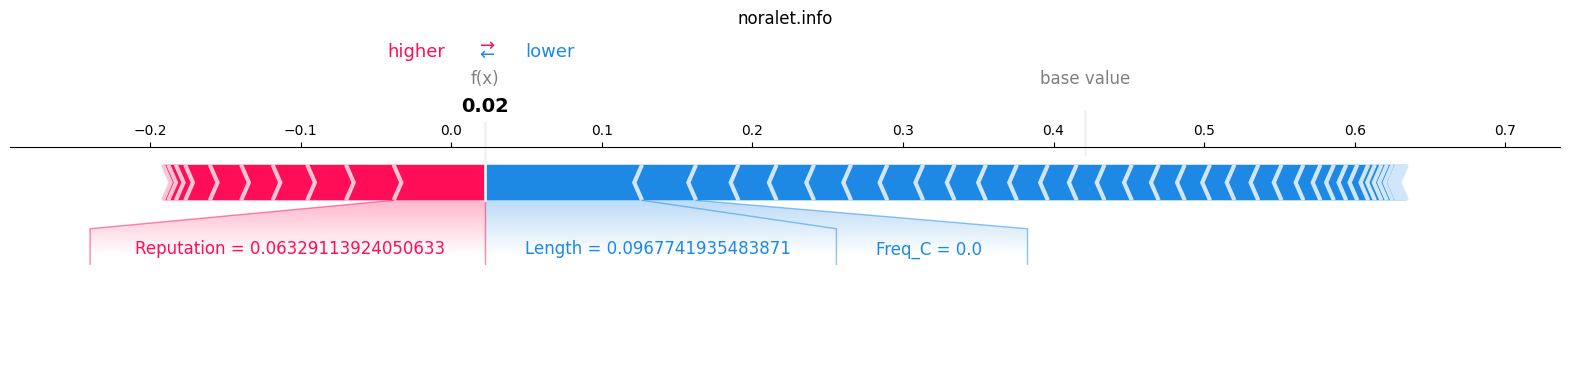 noralet.info
higher ⇄ lower
f(x) base value
0.02
−0.2 −0.1 0.0 0.1 0.2 0.3 0.4 0.5 0.6 0.7
Reputation = 0.06329113924050633 Length = 0.0967741935483871 Freq_C = 0.0